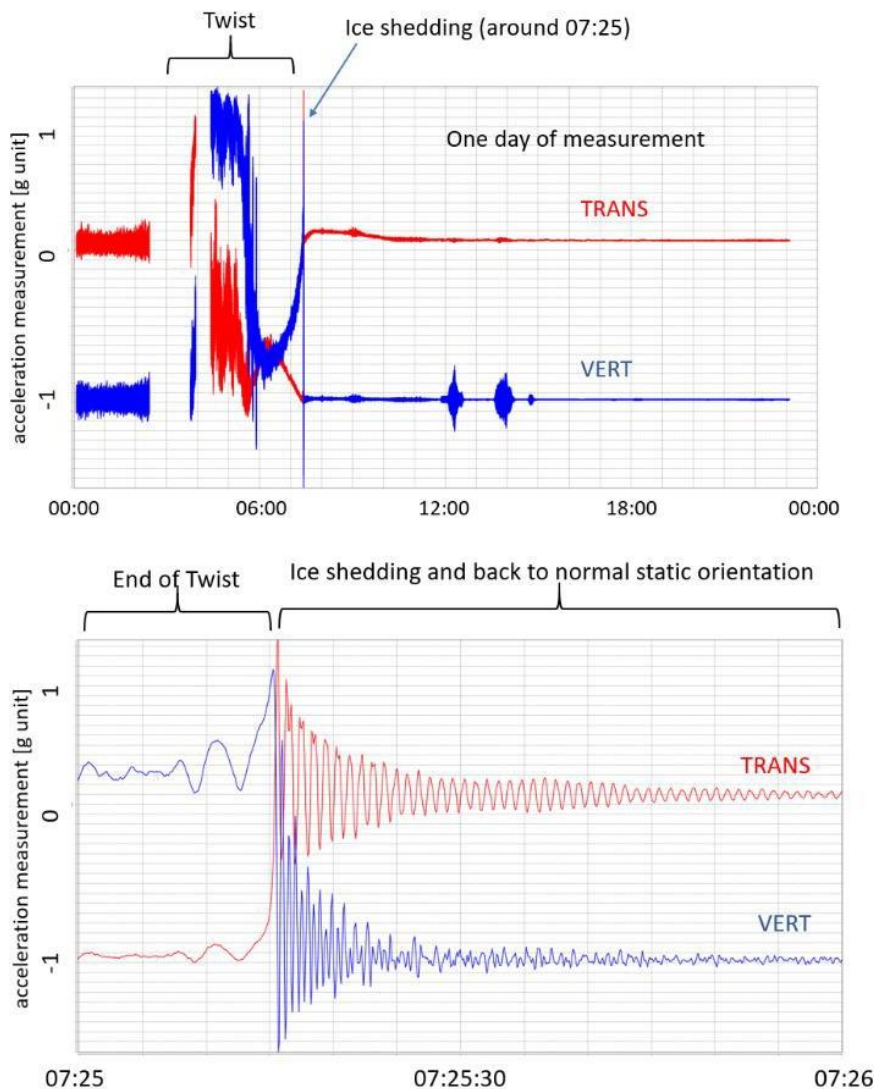 Twist
Ice shedding (around 07:25)
One day of measurement
acceleration measurement [g unit]
1
0
-1
TRANS
VERT
00:00 06:00 12:00 18:00 00:00
End of Twist
Ice shedding and back to normal static orientation
acceleration measurement [g unit]
1
0
-1
TRANS
VERT
07:25 07:25:30 07:26